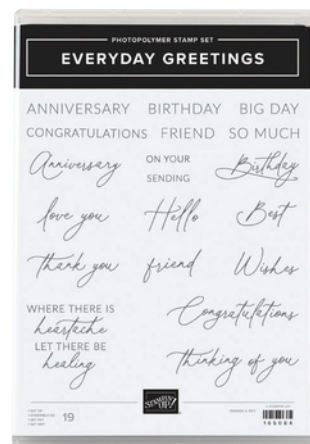 PHOTOPOLYMER STAMP SET
EVERYDAY GREETINGS
ANNIVERSARY BIRTHDAY BIG DAY
CONGRATULATIONS FRIEND SO MUCH
Anniversary
ON YOUR
SENDING
Birthday
love you
Hello
Best
thank you
friend
Wishes
WHERE THERE IS
heartache
LET THERE BE
healing
Congratulations
Thinking of you
19
STAMPIN' UP!
165084